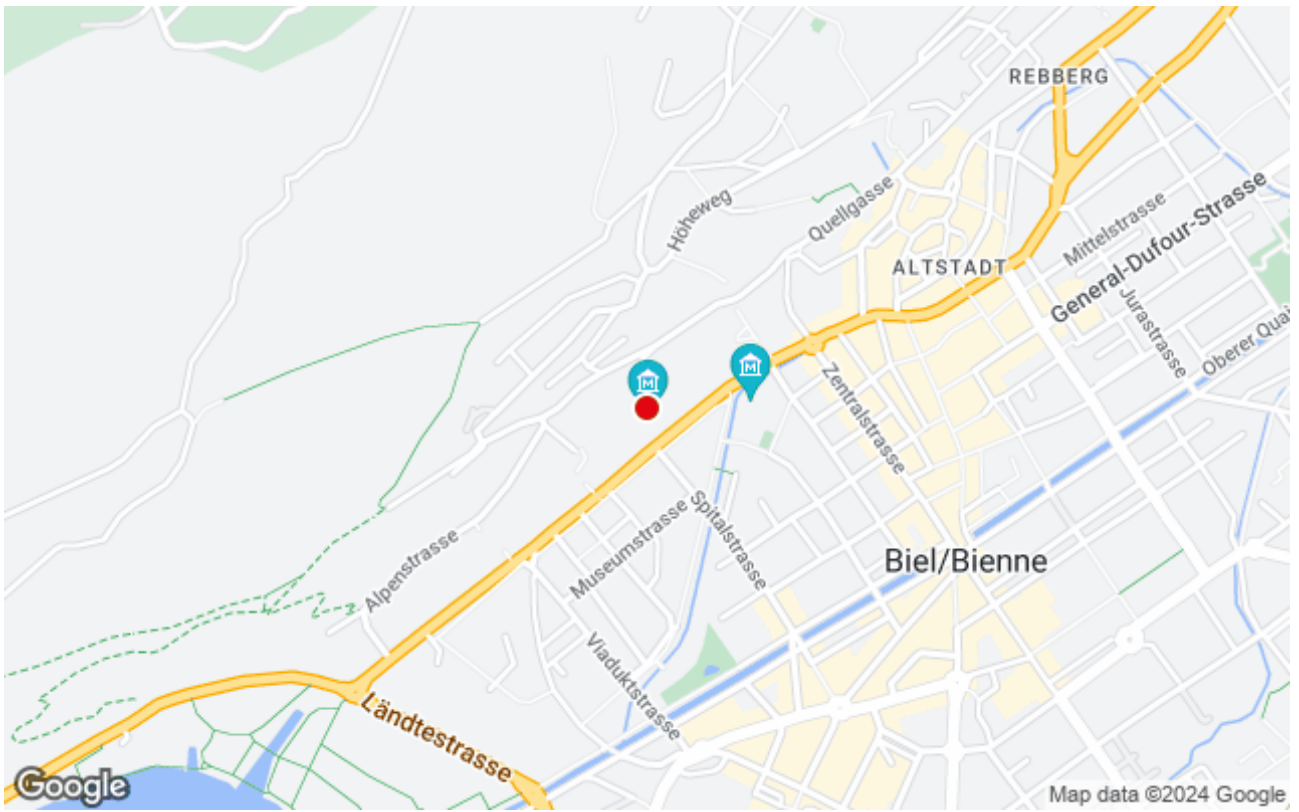 REBBERG
Höheweg
Quellgasse
ALTSTADT
Mittelstrasse
General-Dufour-Strasse
Jurastrasse
Oberer Quai
Zentralstrasse
M
M
Spitalstrasse
Museumstrasse
Alpenstrasse
Biel/Bienne
Viaduktstrasse
Ländtestrasse
Google
Map data ©2024 Google